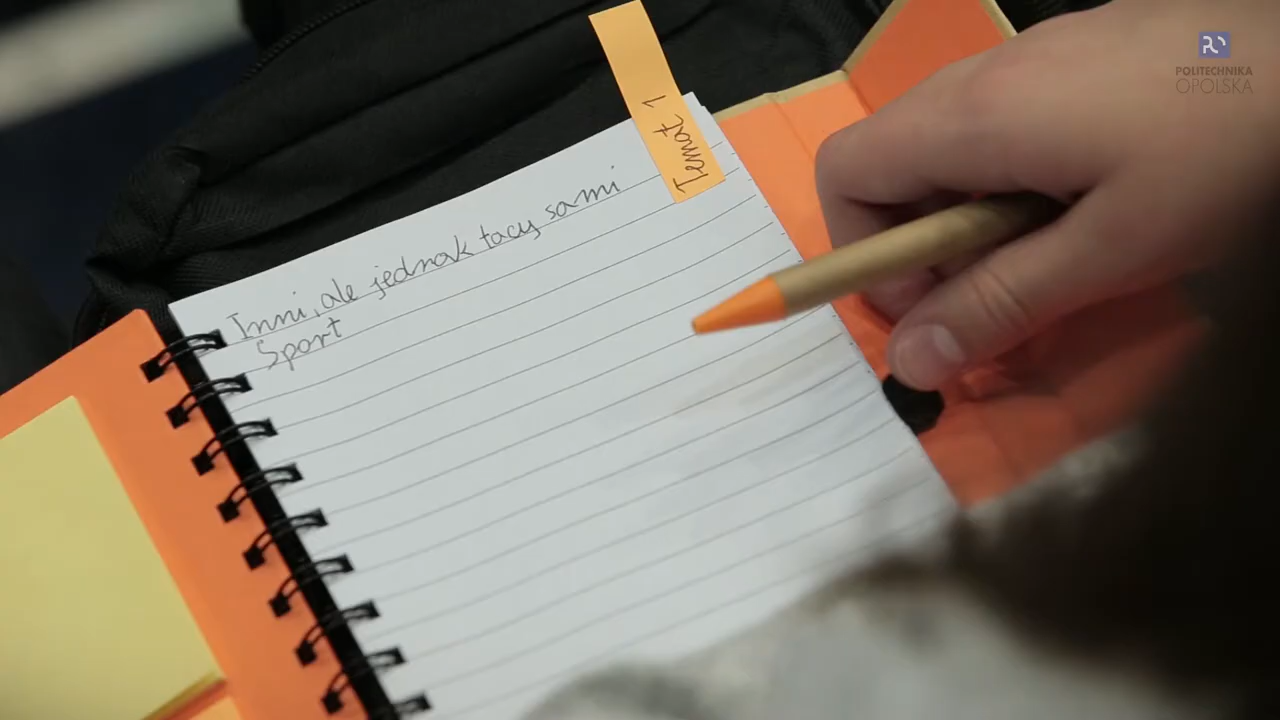 POLITECHNIKA
OPOLSKA
Temat 1
Inni, ale jednak tacy sami
Sport